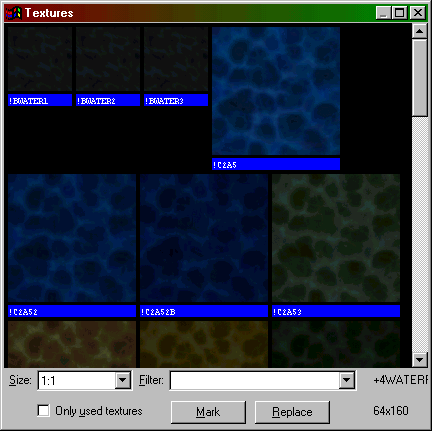 Textures
!BWATER1 !BWATER2 !BWATER3
!C2A5
!C2A52 !C2A52B !C2A53
Size: 1:1 Filter: +4WATERF
Only used textures Mark Replace 64x160